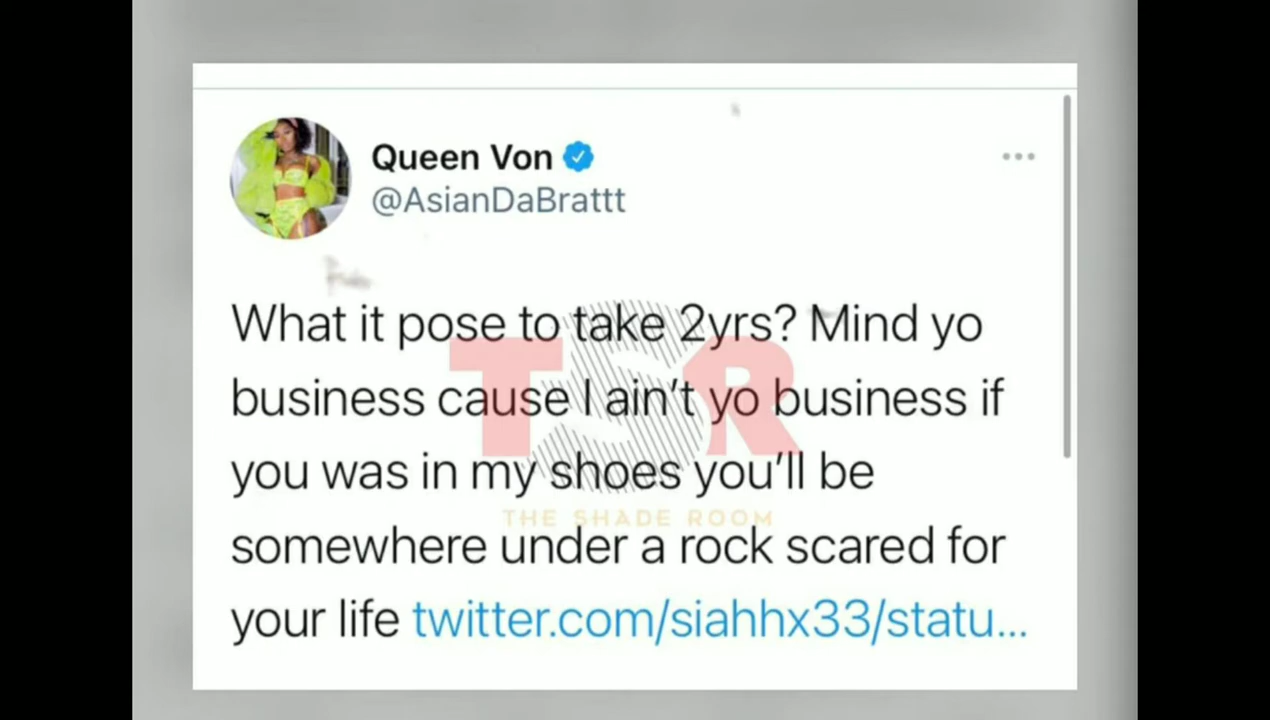 Queen Von
@AsianDaBrattt
What it pose to take 2yrs? Mind yo
business cause I ain't yo business if
you was in my shoes you'll be
somewhere under a rock scared for
your life twitter.com/siahhx33/statu...
TSR
THE SHADE ROOM